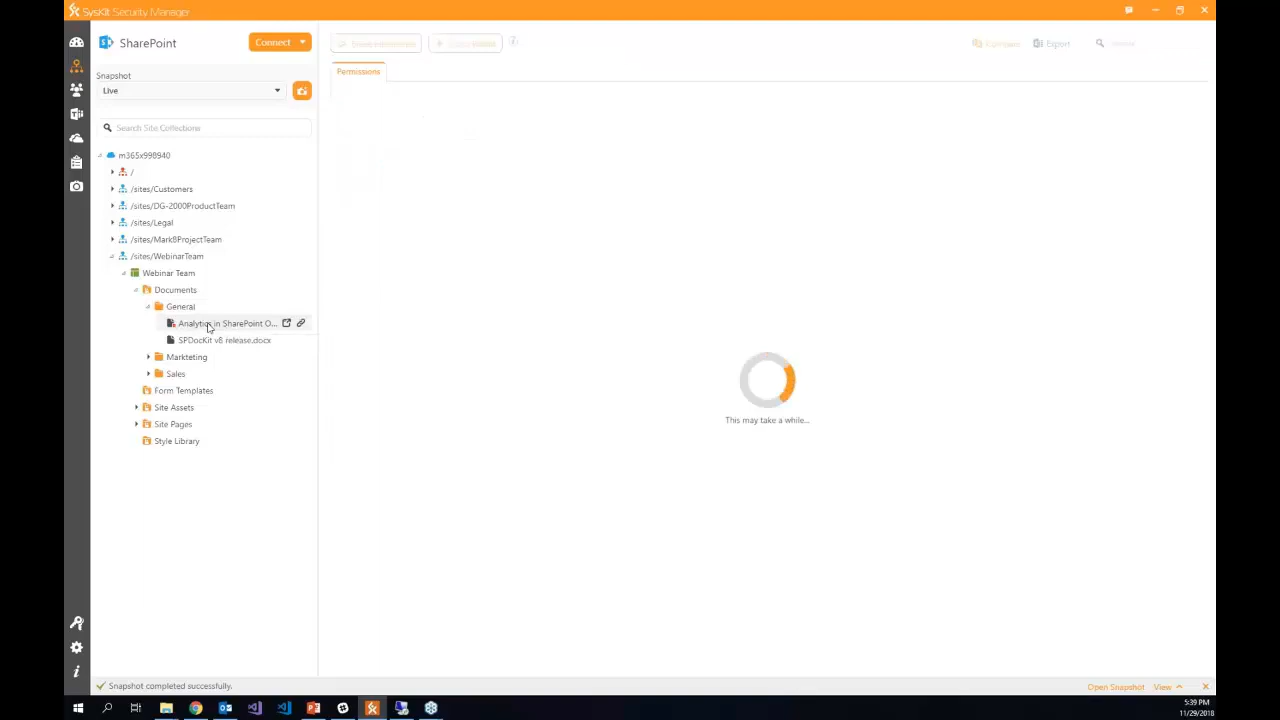 SysKit Security Manager
SharePoint
Connect
Snapshot
Live
Search Site Collections
m365x998940
/
/sites/Customers
/sites/DG-2000ProductTeam
/sites/Legal
/sites/Mark8ProjectTeam
/sites/WebinarTeam
Webinar Team
Documents
General
Analytics in SharePoint O...
SPDocKit v8 release.docx
Markteting
Sales
Form Templates
Site Assets
Site Pages
Style Library
Compare
Export
Permissions
This may take a while...
Snapshot completed successfully.
Open Snapshot
View
5:39 PM
11/29/2018